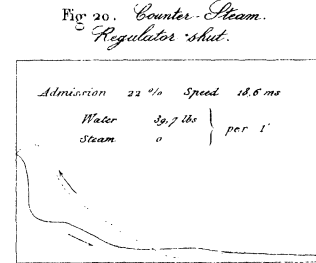 Fig 20. Counter-Steam.
Regulator shut.
Admission 22 % Speed 18,6 ms
Water 39,7 lbs
Steam 0
per 1'